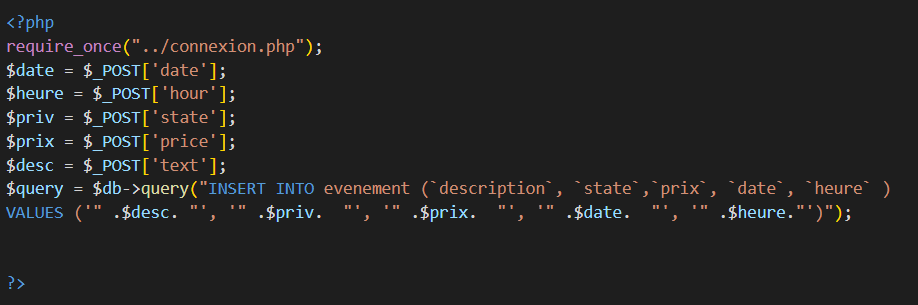 <?php
require_once("../connexion.php");
$date = $_POST['date'];
$heure = $_POST['hour'];
$priv = $_POST['state'];
$prix = $_POST['price'];
$desc = $_POST['text'];
$query = $db->query("INSERT INTO evenement (`description`, `state`,`prix`, `date`, `heure` )
VALUES ('" .$desc. "', '" .$priv.  "', '" .$prix.  "', '" .$date.  "', '" .$heure."')");
?>